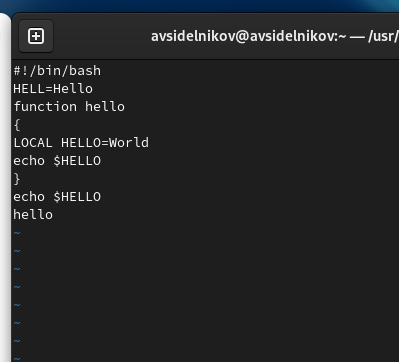 avsidelnikov@avsidelnikov:~ — /usr/
#!/bin/bash
HELL=Hello
function hello
{
LOCAL HELLO=World
echo $HELLO
}
echo $HELLO
hello
~
~
~
~
~
~
~
~